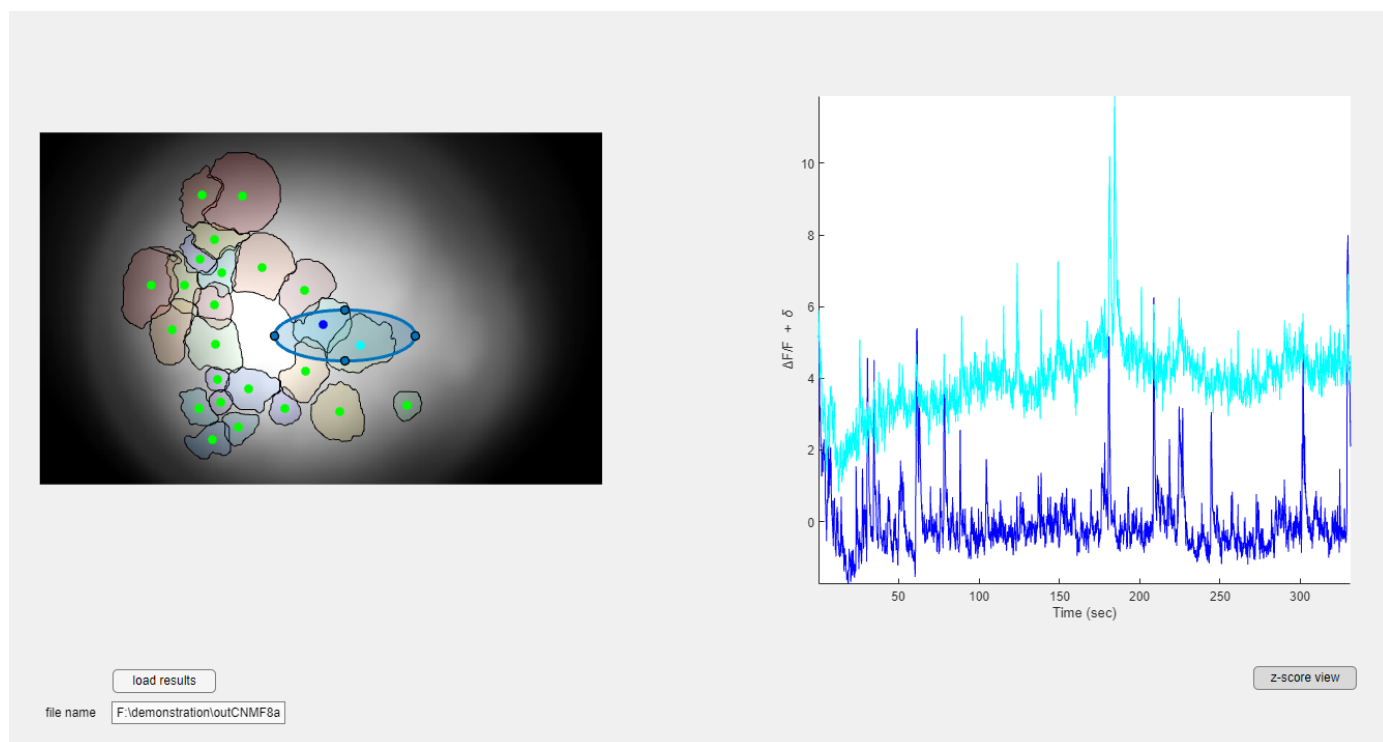 10
8
6
4
2
0
ΔF/F + δ
50 100 150 200 250 300
Time (sec)
load results
z-score view
file name F:\demonstration\outCNMF8a